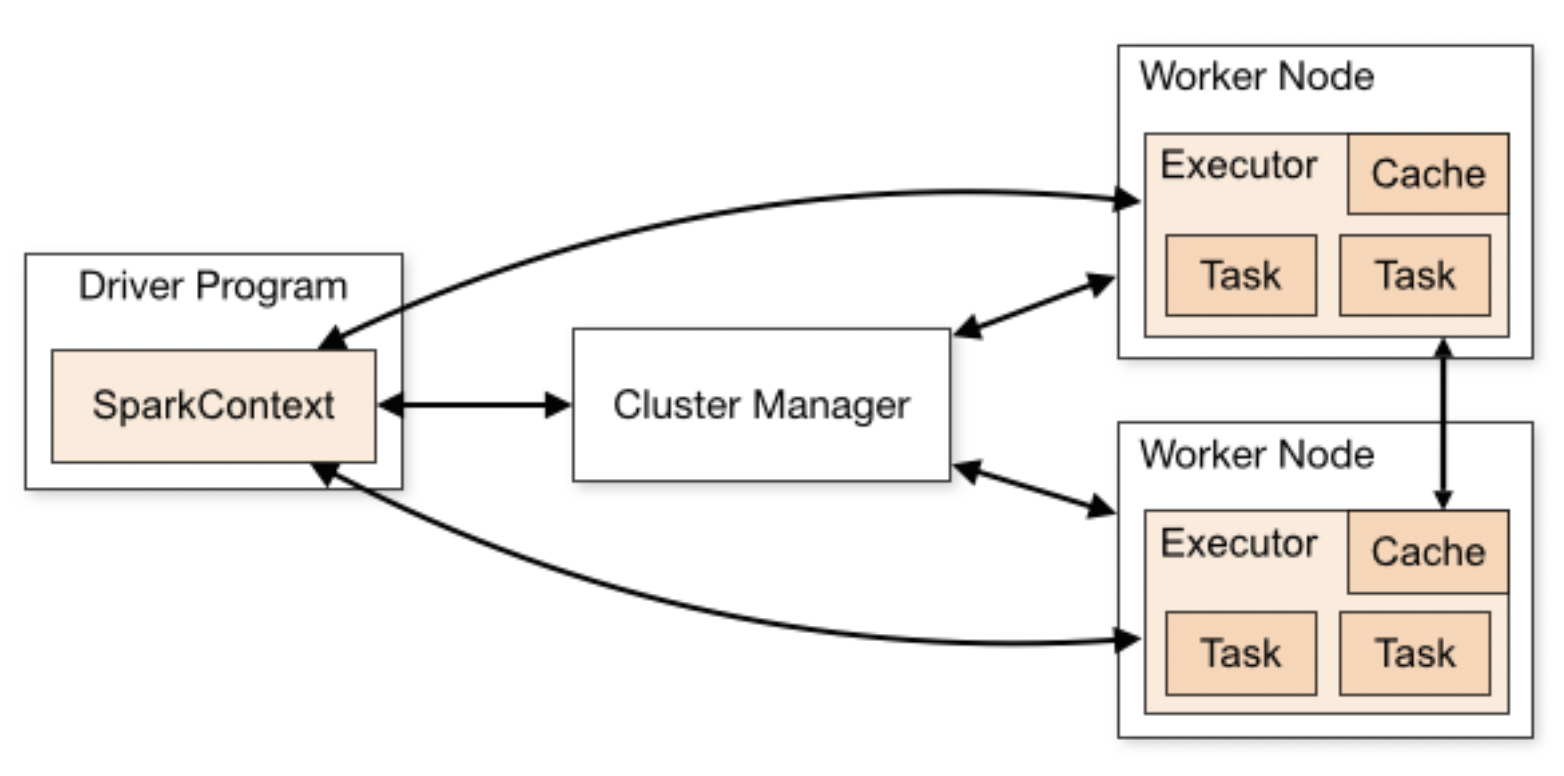 Driver Program
SparkContext
Cluster Manager
Worker Node
Executor
Cache
Task
Task
Worker Node
Executor
Cache
Task
Task